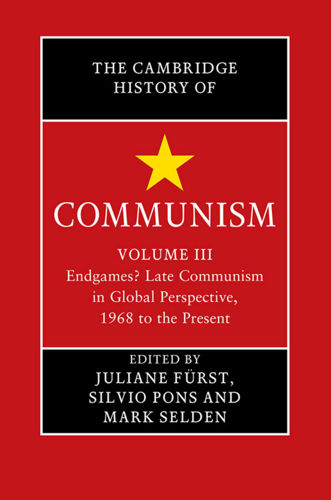 THE CAMBRIDGE
HISTORY OF
COMMUNISM
VOLUME III
Endgames? Late Communism
in Global Perspective,
1968 to the Present
EDITED BY
JULIANE FÜRST,
SILVIO PONS AND
MARK SELDEN